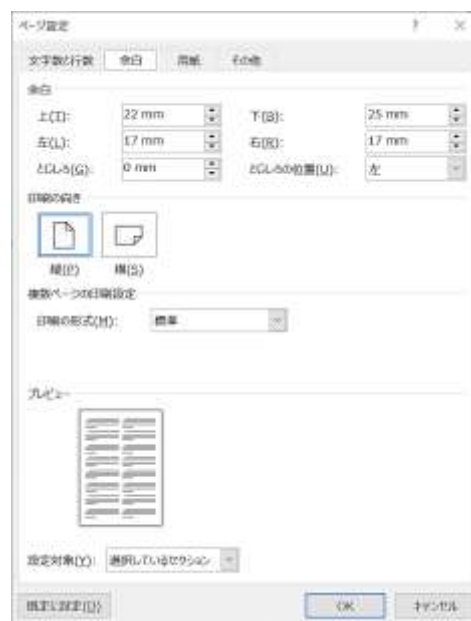 ページ設定 ?
文字数と行数 余白 用紙 その他
余白
上(T): 22 mm 下(B): 25 mm
左(L): 17 mm 右(R): 17 mm
とじしろ(G): 0 mm とじしろの位置(U): 左
印刷の向き
縦(P) 横(S)
複数ページの印刷設定
印刷の形式(M): 標準
プレビュー
設定対象(Y): 選択しているセクション
既定に設定(D) OK キャンセル